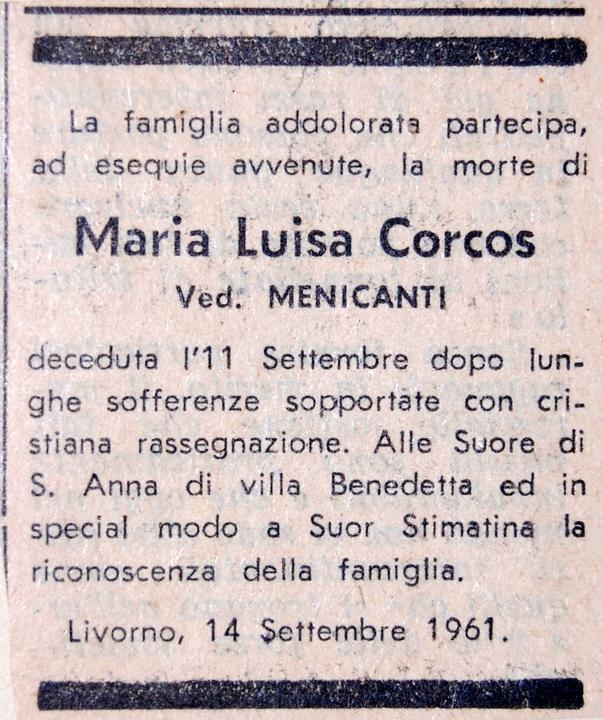 La famiglia addolorata partecipa,
ad esequie avvenute, la morte di
Maria Luisa Corcos
Ved. MENICANTI
deceduta l'11 Settembre dopo lun-
ghe sofferenze sopportate con cri-
stiana rassegnazione. Alle Suore di
S. Anna di villa Benedetta ed in
special modo a Suor Stimatina la
riconoscenza della famiglia.
Livorno, 14 Settembre 1961.